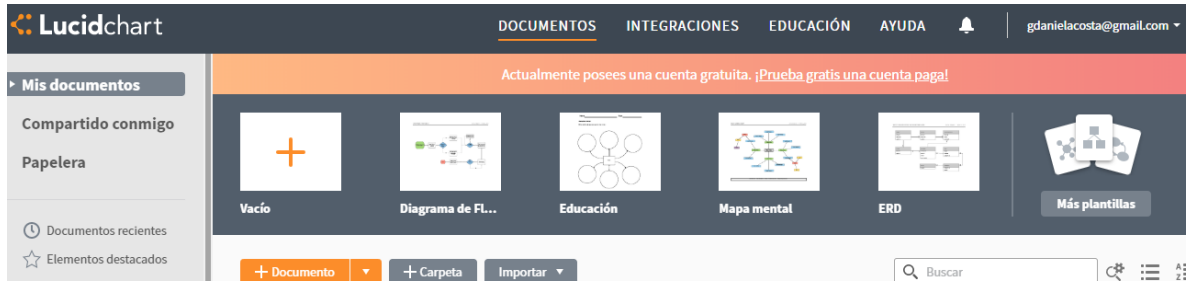 Lucidchart
DOCUMENTOS INTEGRACIONES EDUCACIÓN AYUDA gdanielacosta@gmail.com
Actualmente posees una cuenta gratuita. ¡Prueba gratis una cuenta paga!
Mis documentos
Compartido conmigo
Papelera
Documentos recientes
Elementos destacados
Vacío
Diagrama de Fl...
Educación
Mapa mental
ERD
Más plantillas
+ Documento
+ Carpeta
Importar
Buscar